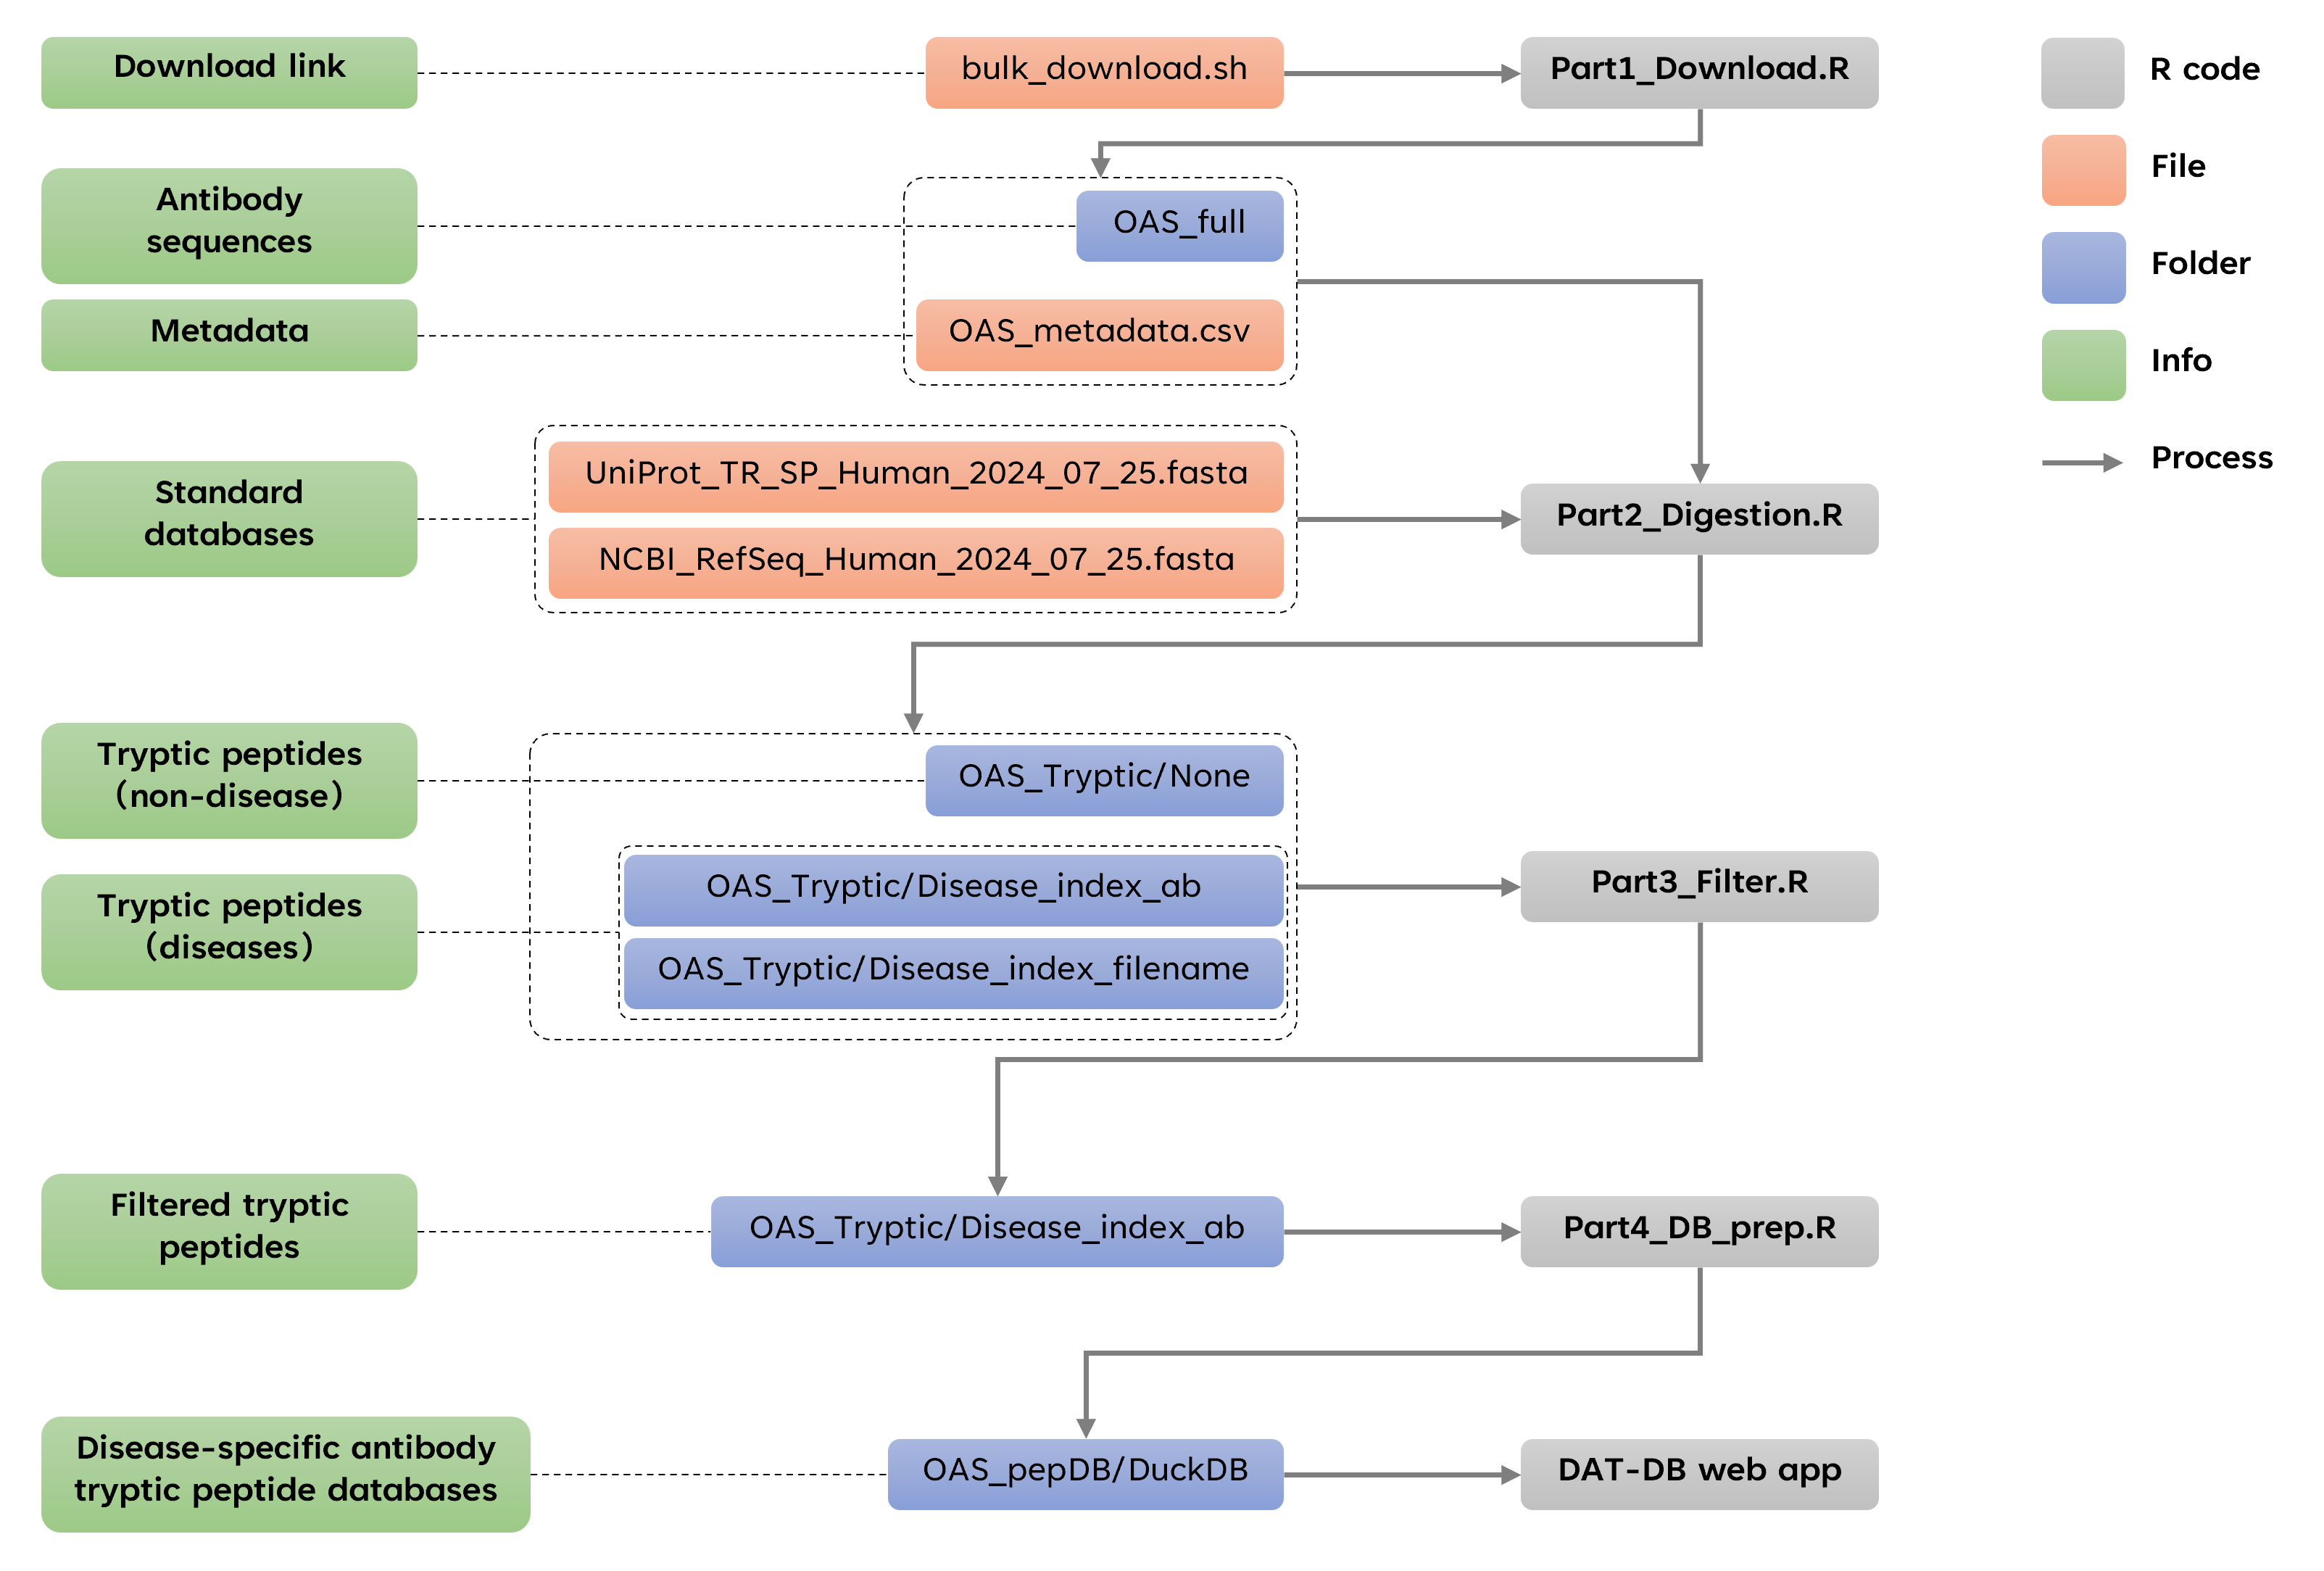 Download link
bulk_download.sh
Part1_Download.R
Antibody
sequences
OAS_full
Metadata
OAS_metadata.csv
Standard
databases
UniProt_TR_SP_Human_2024_07_25.fasta
NCBI_RefSeq_Human_2024_07_25.fasta
Part2_Digestion.R
Tryptic peptides
(non-disease)
OAS_Tryptic/None
Tryptic peptides
(diseases)
OAS_Tryptic/Disease_index_ab
OAS_Tryptic/Disease_index_filename
Part3_Filter.R
Filtered tryptic
peptides
OAS_Tryptic/Disease_index_ab
Part4_DB_prep.R
Disease-specific antibody
tryptic peptide databases
OAS_pepDB/DuckDB
DAT-DB web app
R code
File
Folder
Info
Process